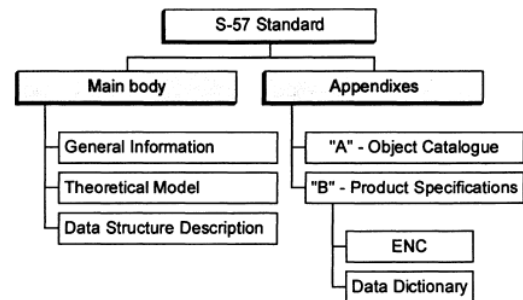 S-57 Standard
Main body
Appendixes
General Information
Theoretical Model
Data Structure Description
"A" - Object Catalogue
"B" - Product Specifications
ENC
Data Dictionary